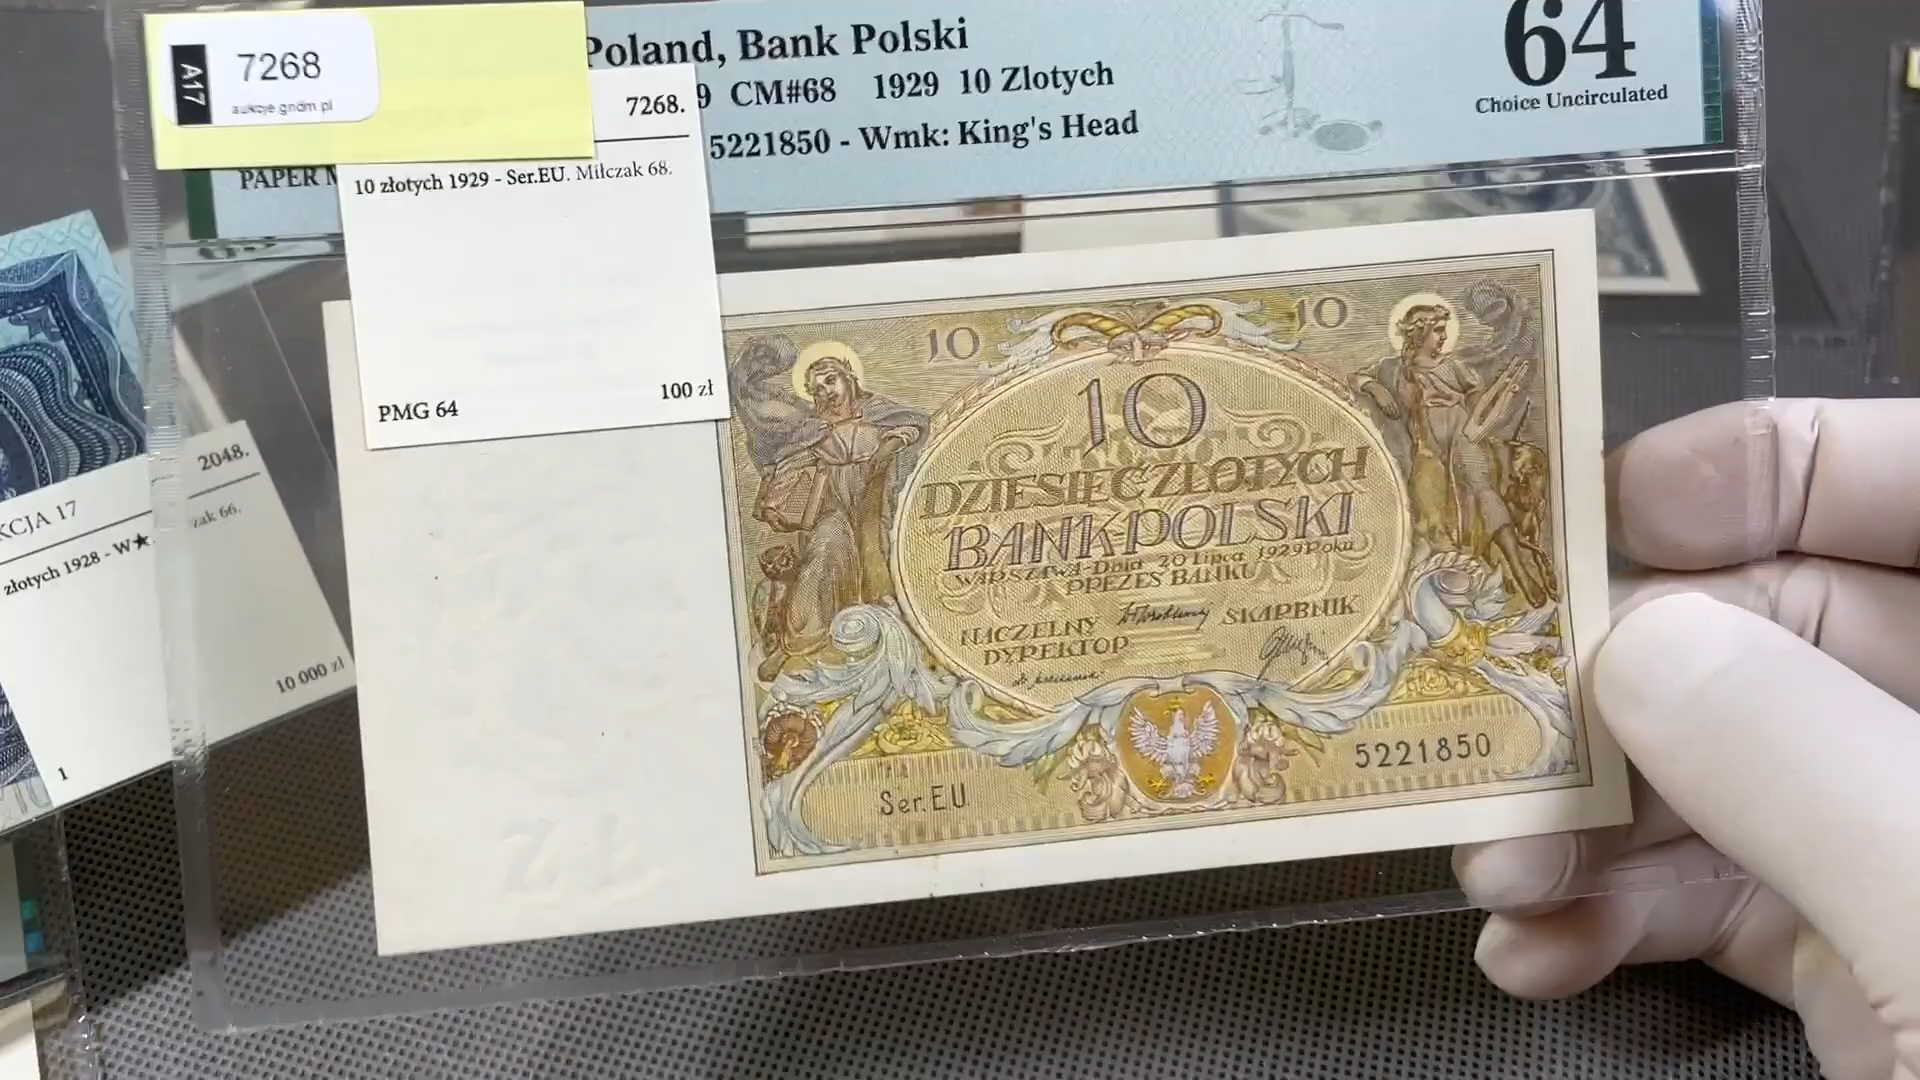 A17
7268
aukcje.gndm.pl
Poland, Bank Polski
9 CM#68 1929 10 Zlotych
5221850 - Wmk: King's Head
PAPER
64
Choice Uncirculated
7268.
10 złotych 1929 - Ser.EU. Miłczak 68.
PMG 64
100 zł
2048.
zak 66.
10 000 zł
KCJA 17
złotych 1928 - W★.
1
10
10
10
DZIESIĘĆ ZŁOTYCH
BANK POLSKI
WARSZAWA - Dnia 20 Lipca 1929 Roku
PREZES BANKU
NACZELNY
DYREKTOR
SKARBNIK
Ser. E.U.
5221850
ZŁ